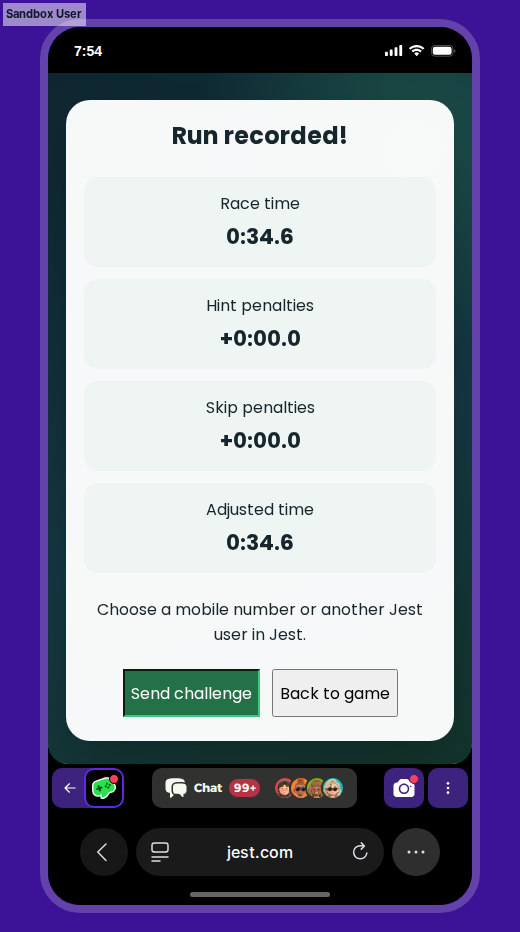 Sandbox User
7:54
Run recorded!
Race time
0:34.6
Hint penalties
+0:00.0
Skip penalties
+0:00.0
Adjusted time
0:34.6
Choose a mobile number or another Jest
user in Jest.
Send challenge
Back to game
Chat 99+
jest.com